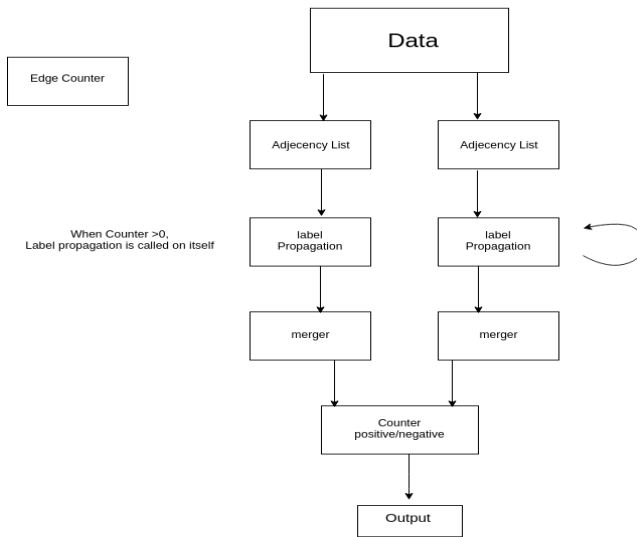 Data
Edge Counter
Adjecency List
Adjecency List
When Counter >0,
Label propagation is called on itself
label
Propagation
label
Propagation
merger
merger
Counter
positive/negative
Output